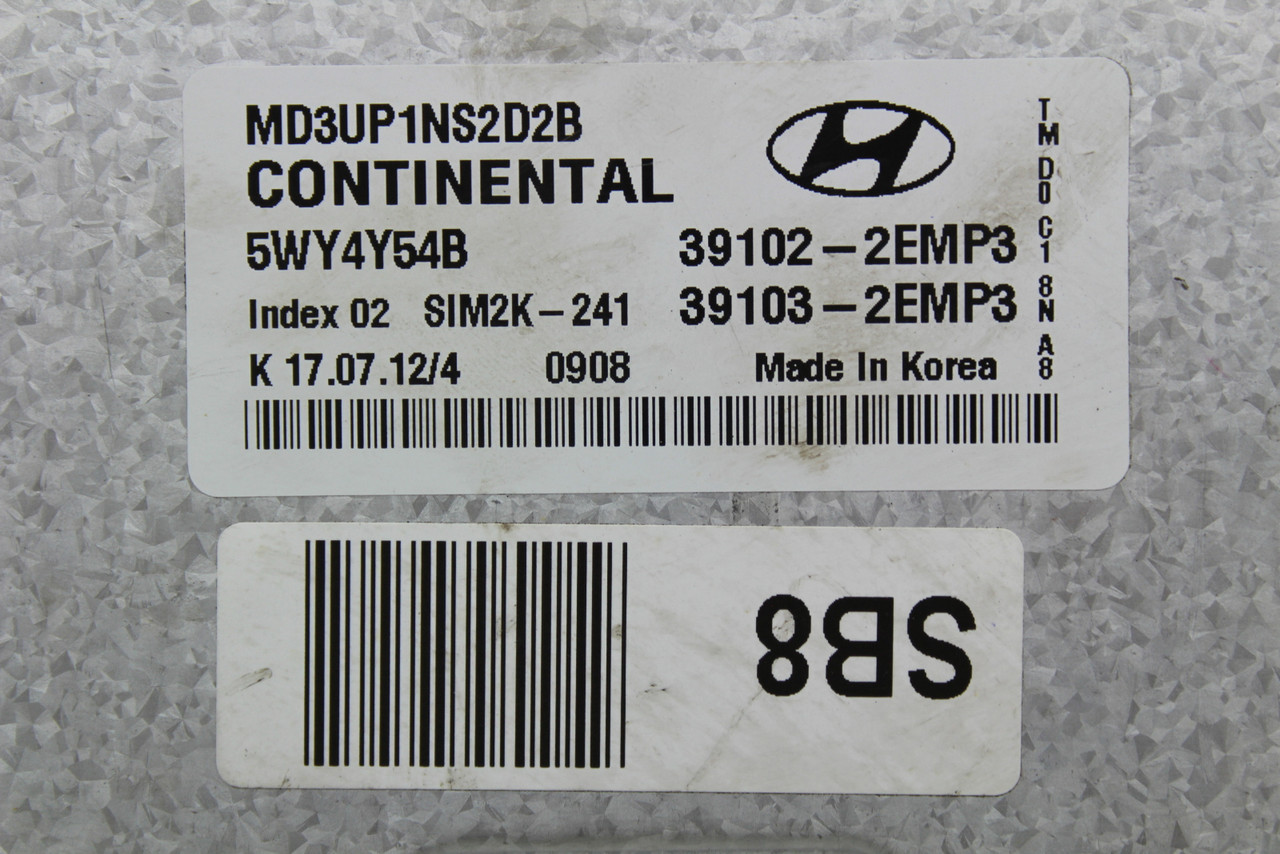 MD3UP1NS2D2B
CONTINENTAL
5WY4Y54B
39102-2EMP3
Index 02 SIM2K-241
39103-2EMP3
K 17.07.12/4 0908 Made In Korea
TM D0 C1 8N A8
SB8